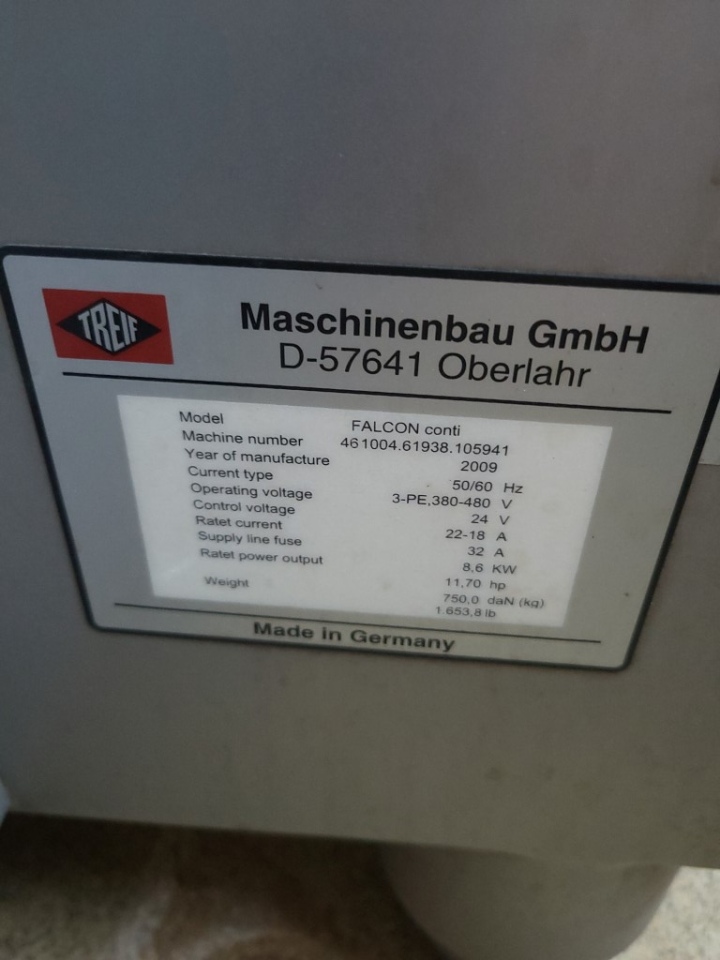 TREIF
Maschinenbau GmbH
D-57641 Oberlahr
Model FALCON conti
Machine number 461004.61938.105941
Year of manufacture 2009
Current type 50/60 Hz
Operating voltage 3-PE,380-480 V
Control voltage 24 V
Ratet current 22-18 A
Supply line fuse 32 A
Ratet power output 8,6 KW
11,70 hp
Weight 750,0 daN (kg)
1.653,8 lb
Made in Germany